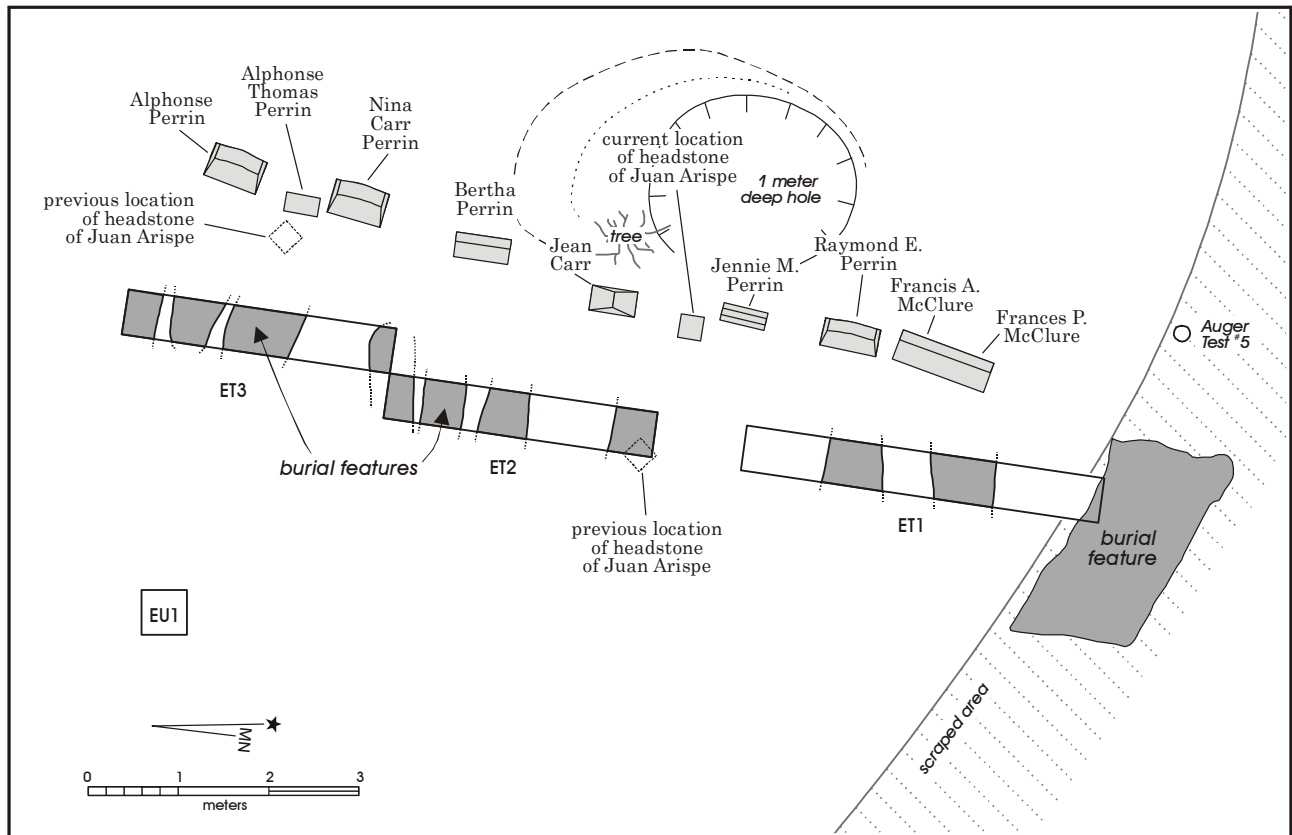 Alphonse
Perrin
Alphonse
Thomas
Perrin
Nina
Carr
Perrin
previous location
of headstone
of Juan Arispe
Bertha
Perrin
current location
of headstone
of Juan Arispe
1 meter
deep hole
tree
Jean
Carr
Jennie M.
Perrin
Raymond E.
Perrin
Francis A.
McClure
Frances P.
McClure
Auger
Test #5
ET3
burial features
ET2
previous location
of headstone
of Juan Arispe
ET1
burial
feature
EU1
scraped area
MN
0 1 2 3
meters